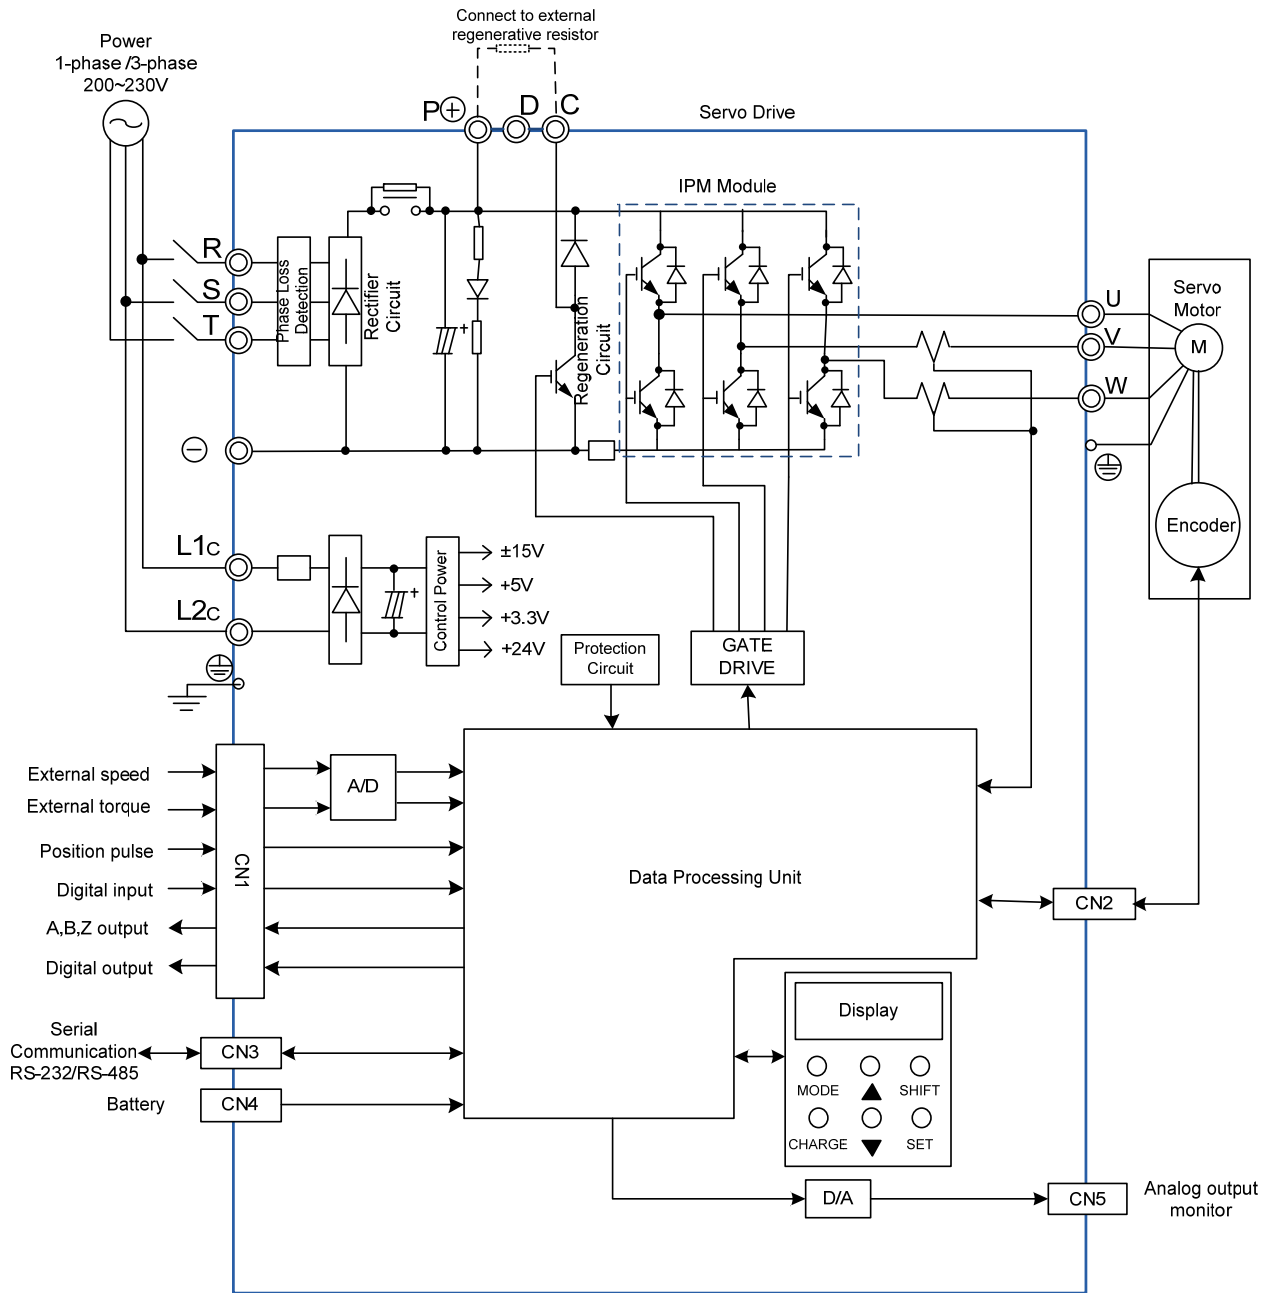 Connect to external
regenerative resistor
Power
1-phase /3-phase
200~230V
P D C
Servo Drive
IPM Module
R
S
T
Phase Loss
Detection
Rectifier
Circuit
+
Regeneration
Circuit
U
V
W
Servo
Motor
M
Encoder
L1C
L2C
+
Control Power
±15V
+5V
+3.3V
+24V
Protection
Circuit
GATE
DRIVE
External speed
External torque
Position pulse
Digital input
A,B,Z output
Digital output
CN1
A/D
Data Processing Unit
CN2
Serial
Communication
RS-232/RS-485
CN3
Battery
CN4
Display
MODE
SHIFT
CHARGE
SET
D/A
CN5
Analog output
monitor